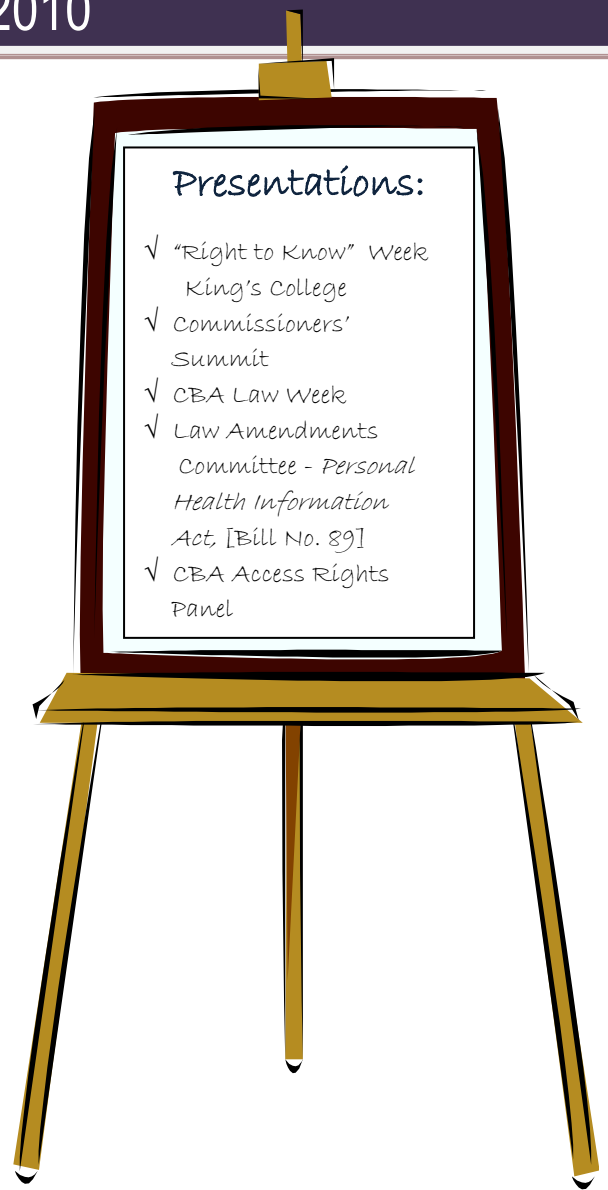 2010
Presentations:
√ “Right to Know” Week
King’s College
√ Commissioners’
Summit
√ CBA Law Week
√ Law Amendments
Committee - Personal
Health Information
Act, [Bill No. 89]
√ CBA Access Rights
Panel